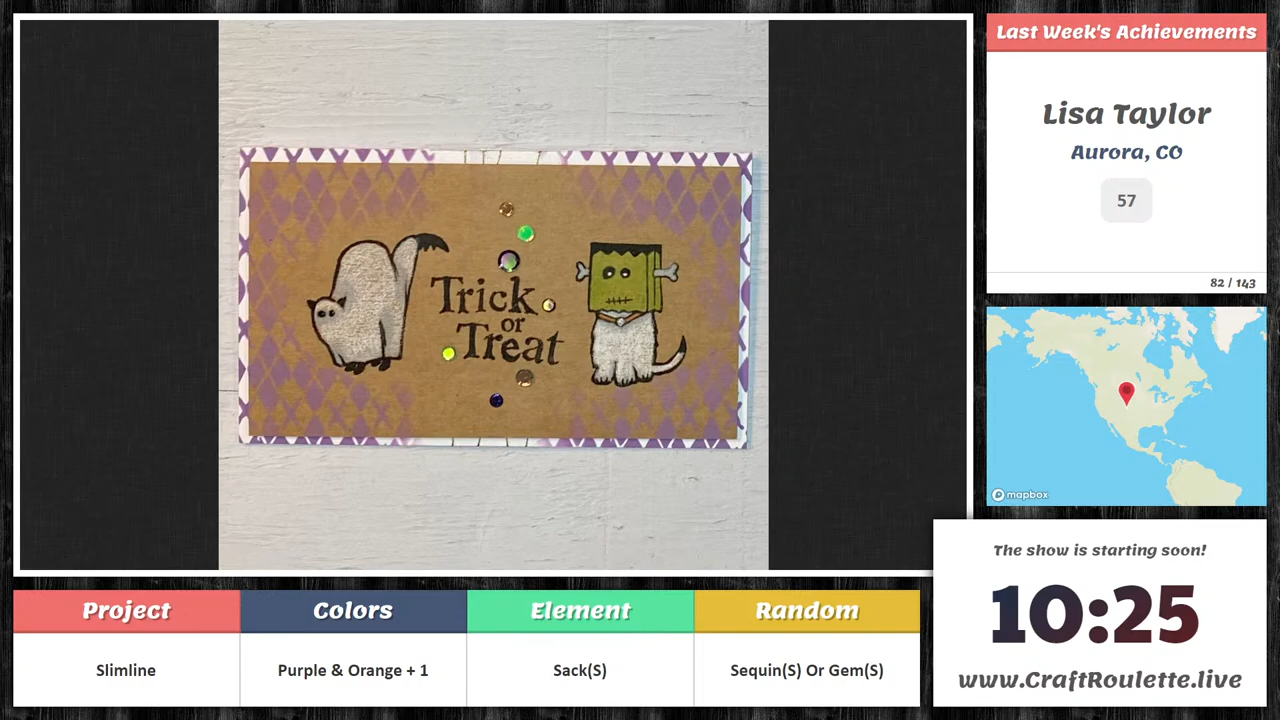 Last Week's Achievements
Lisa Taylor
Aurora, CO
57
82 / 143
Trick
or
Treat
mapbox
The show is starting soon!
10:25
www.CraftRoulette.live
Project
Colors
Element
Random
Slimline
Purple & Orange + 1
Sack(S)
Sequin(S) Or Gem(S)